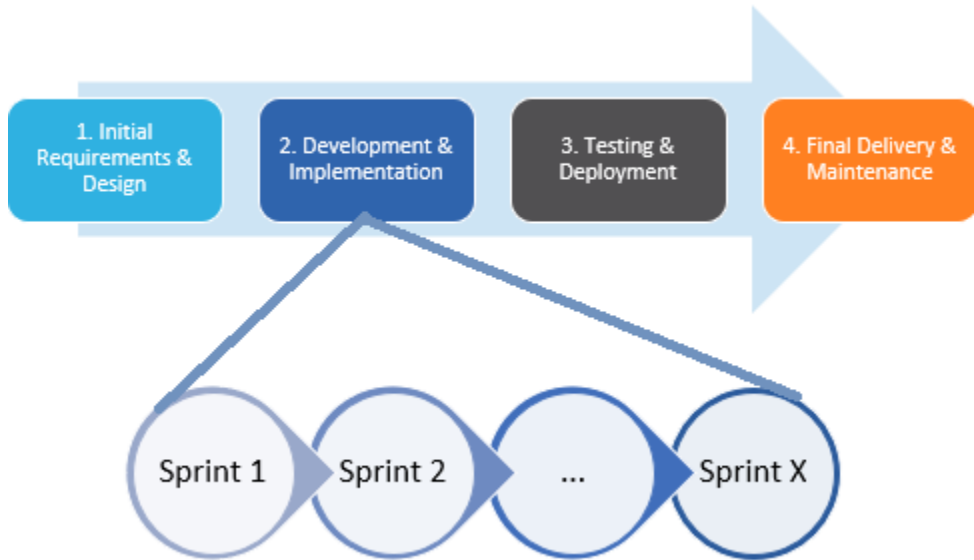 1. Initial
Requirements &
Design
2. Development &
Implementation
3. Testing &
Deployment
4. Final Delivery &
Maintenance
Sprint 1
Sprint 2
...
Sprint X